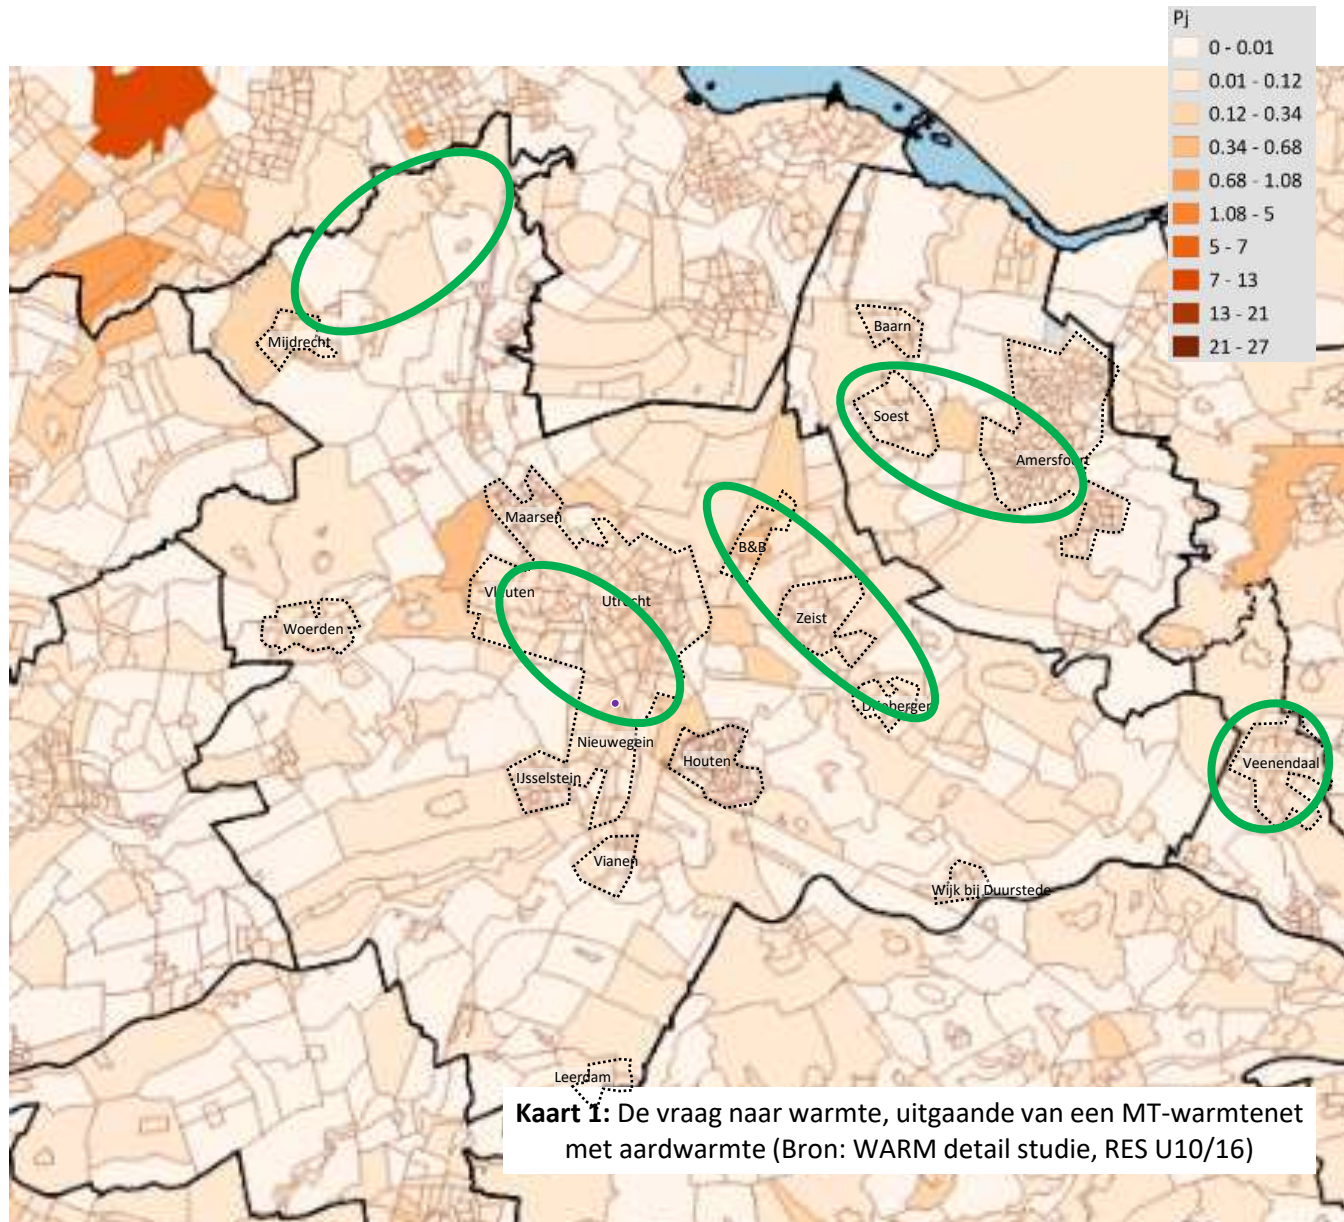 Pj
0 - 0.01
0.01 - 0.12
0.12 - 0.34
0.34 - 0.68
0.68 - 1.08
1.08 - 5
5 - 7
7 - 13
13 - 21
21 - 27
Baarn
Mijdrecht
Soest
Amersfoort
Maarsen
B&B
Vleuten
Utrecht
Zeist
Woerden
Driebergen
Nieuwegein
Houten
Veenendaal
IJsselstein
Vianen
Wijk bij Duurstede
Leerdam
Kaart 1: De vraag naar warmte, uitgaande van een MT-warmtenet
met aardwarmte (Bron: WARM detail studie, RES U10/16)